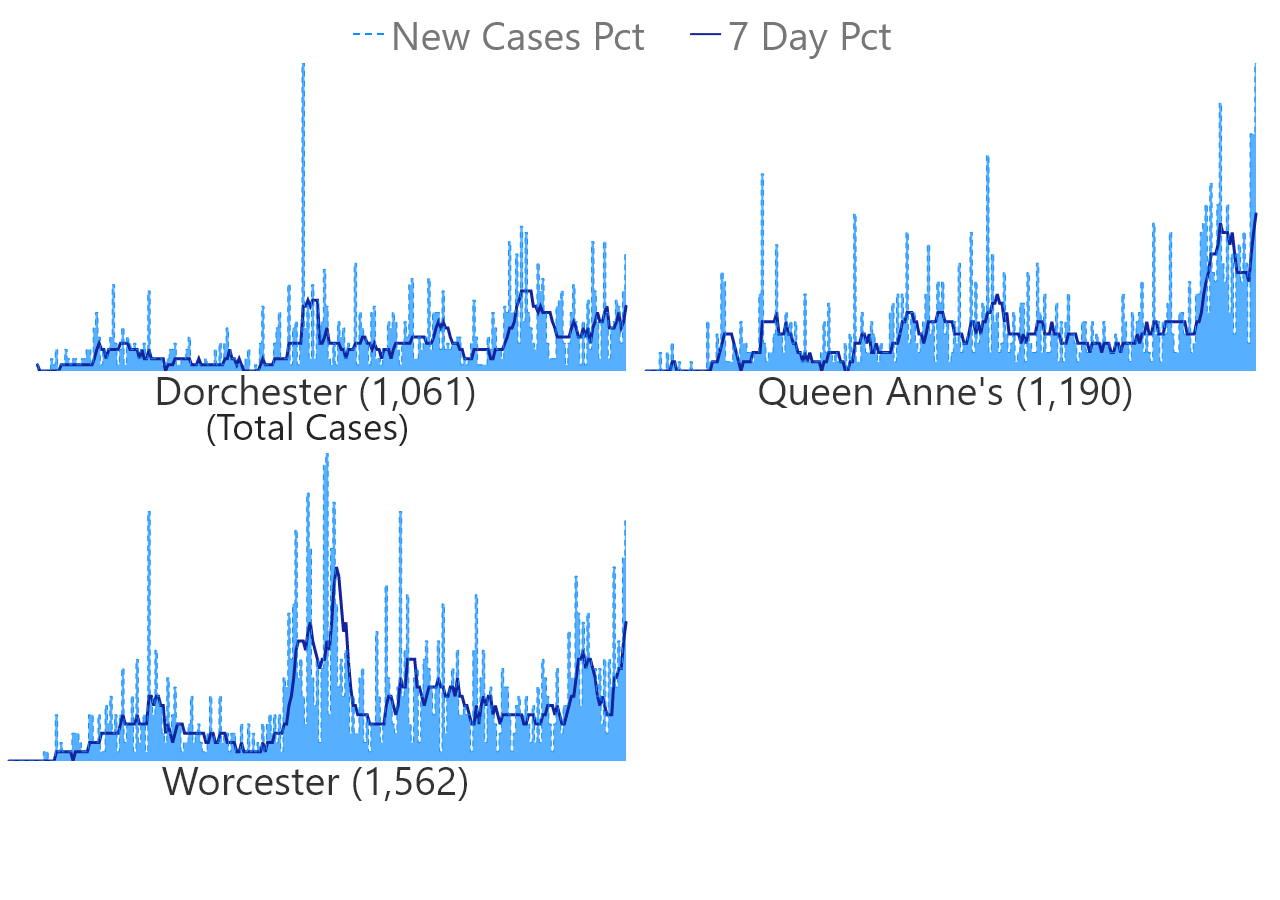 New Cases Pct 7 Day Pct
Dorchester (1,061)
(Total Cases)
Queen Anne's (1,190)
Worcester (1,562)